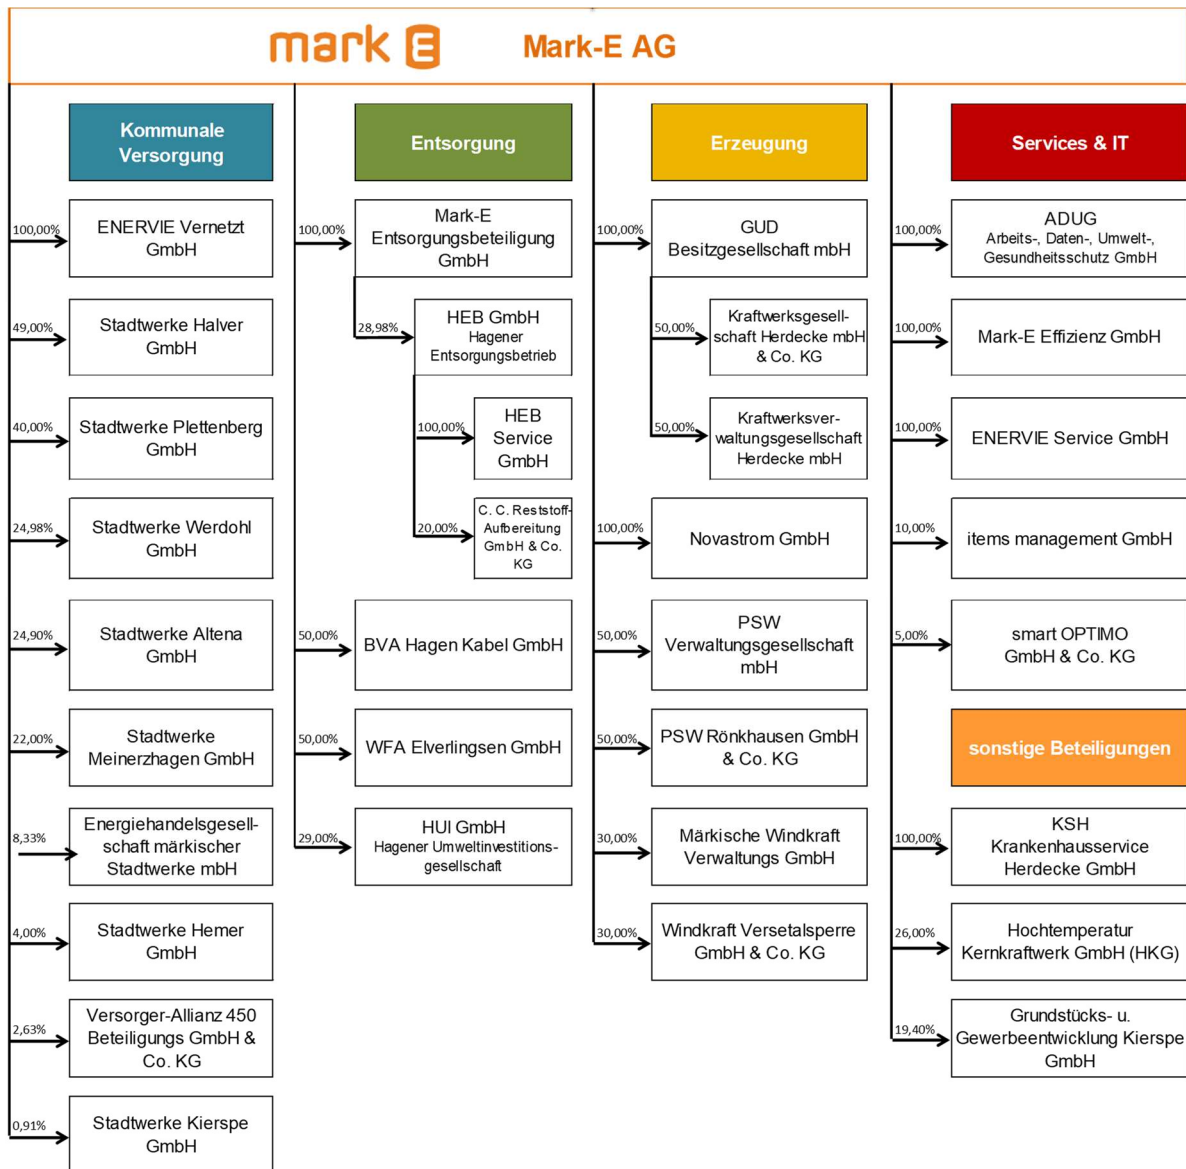 mark E
Mark-E AG
Kommunale
Versorgung
100,00%
ENERVIE Vernetzt
GmbH
49,00%
Stadtwerke Halver
GmbH
40,00%
Stadtwerke Plettenberg
GmbH
24,98%
Stadtwerke Werdohl
GmbH
24,90%
Stadtwerke Altena
GmbH
22,00%
Stadtwerke
Meinerzhagen GmbH
8,33%
Energiehandelsgesell-
schaft märkischer
Stadtwerke mbH
4,00%
Stadtwerke Hemer
GmbH
2,63%
Versorger-Allianz 450
Beteiligungs GmbH &
Co. KG
0,91%
Stadtwerke Kierspe
GmbH
Entsorgung
100,00%
Mark-E
Entsorgungsbeteiligung
GmbH
28,98%
HEB GmbH
Hagener
Entsorgungsbetrieb
100,00%
HEB
Service
GmbH
20,00%
C. C. Reststoff-
Aufbereitung
GmbH & Co.
KG
50,00%
BVA Hagen Kabel GmbH
50,00%
WFA Elverlingsen GmbH
29,00%
HUI GmbH
Hagener Umweltinvestitions-
gesellschaft
Erzeugung
100,00%
GUD
Besitzgesellschaft mbH
50,00%
Kraftwerksgesell-
schaft Herdecke mbH
& Co. KG
50,00%
Kraftwerksver-
waltungsgesellschaft
Herdecke mbH
100,00%
Novastrom GmbH
50,00%
PSW
Verwaltungsgesellschaft
mbH
50,00%
PSW Rönkhausen GmbH
& Co. KG
30,00%
Märkische Windkraft
Verwaltungs GmbH
30,00%
Windkraft Versetalsperre
GmbH & Co. KG
Services & IT
100,00%
ADUG
Arbeits-, Daten-, Umwelt-,
Gesundheitsschutz GmbH
100,00%
Mark-E Effizienz GmbH
100,00%
ENERVIE Service GmbH
10,00%
items management GmbH
5,00%
smart OPTIMO
GmbH & Co. KG
sonstige Beteiligungen
100,00%
KSH
Krankenhausservice
Herdecke GmbH
26,00%
Hochtemperatur
Kernkraftwerk GmbH (HKG)
19,40%
Grundstücks- u.
Gewerbeentwicklung Kierspe
GmbH